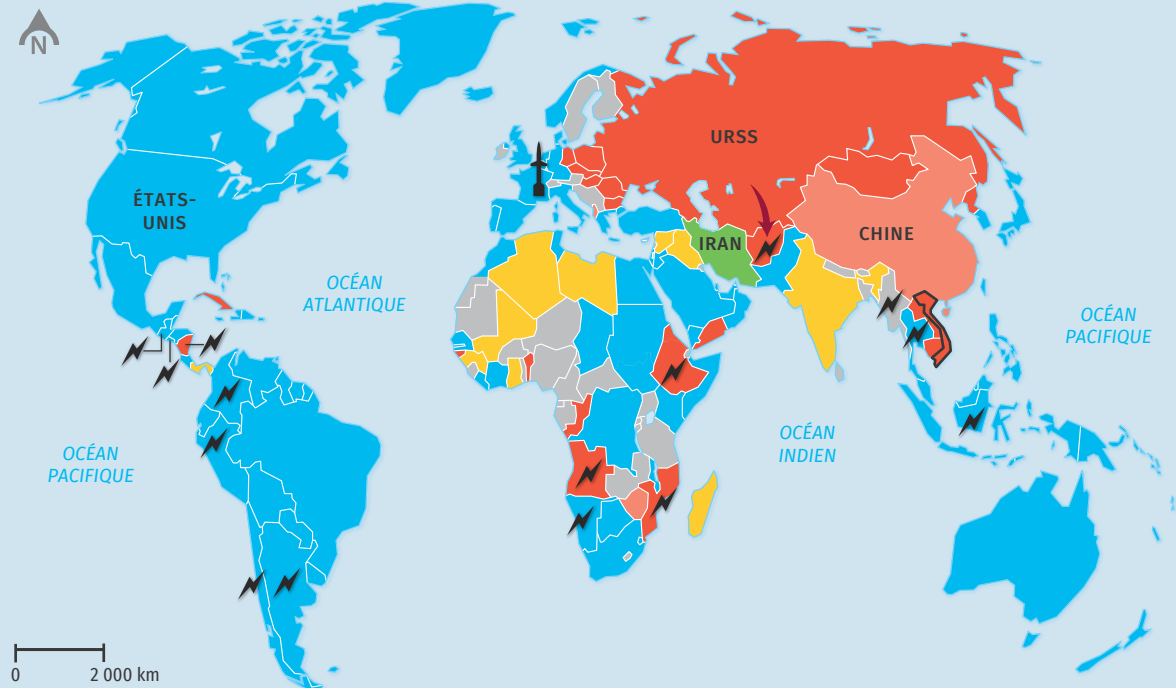 N
URSS
ÉTATS-
UNIS
IRAN
CHINE
OCÉAN
ATLANTIQUE
OCÉAN
PACIFIQUE
OCÉAN
PACIFIQUE
OCÉAN
INDIEN
0 2 000 km